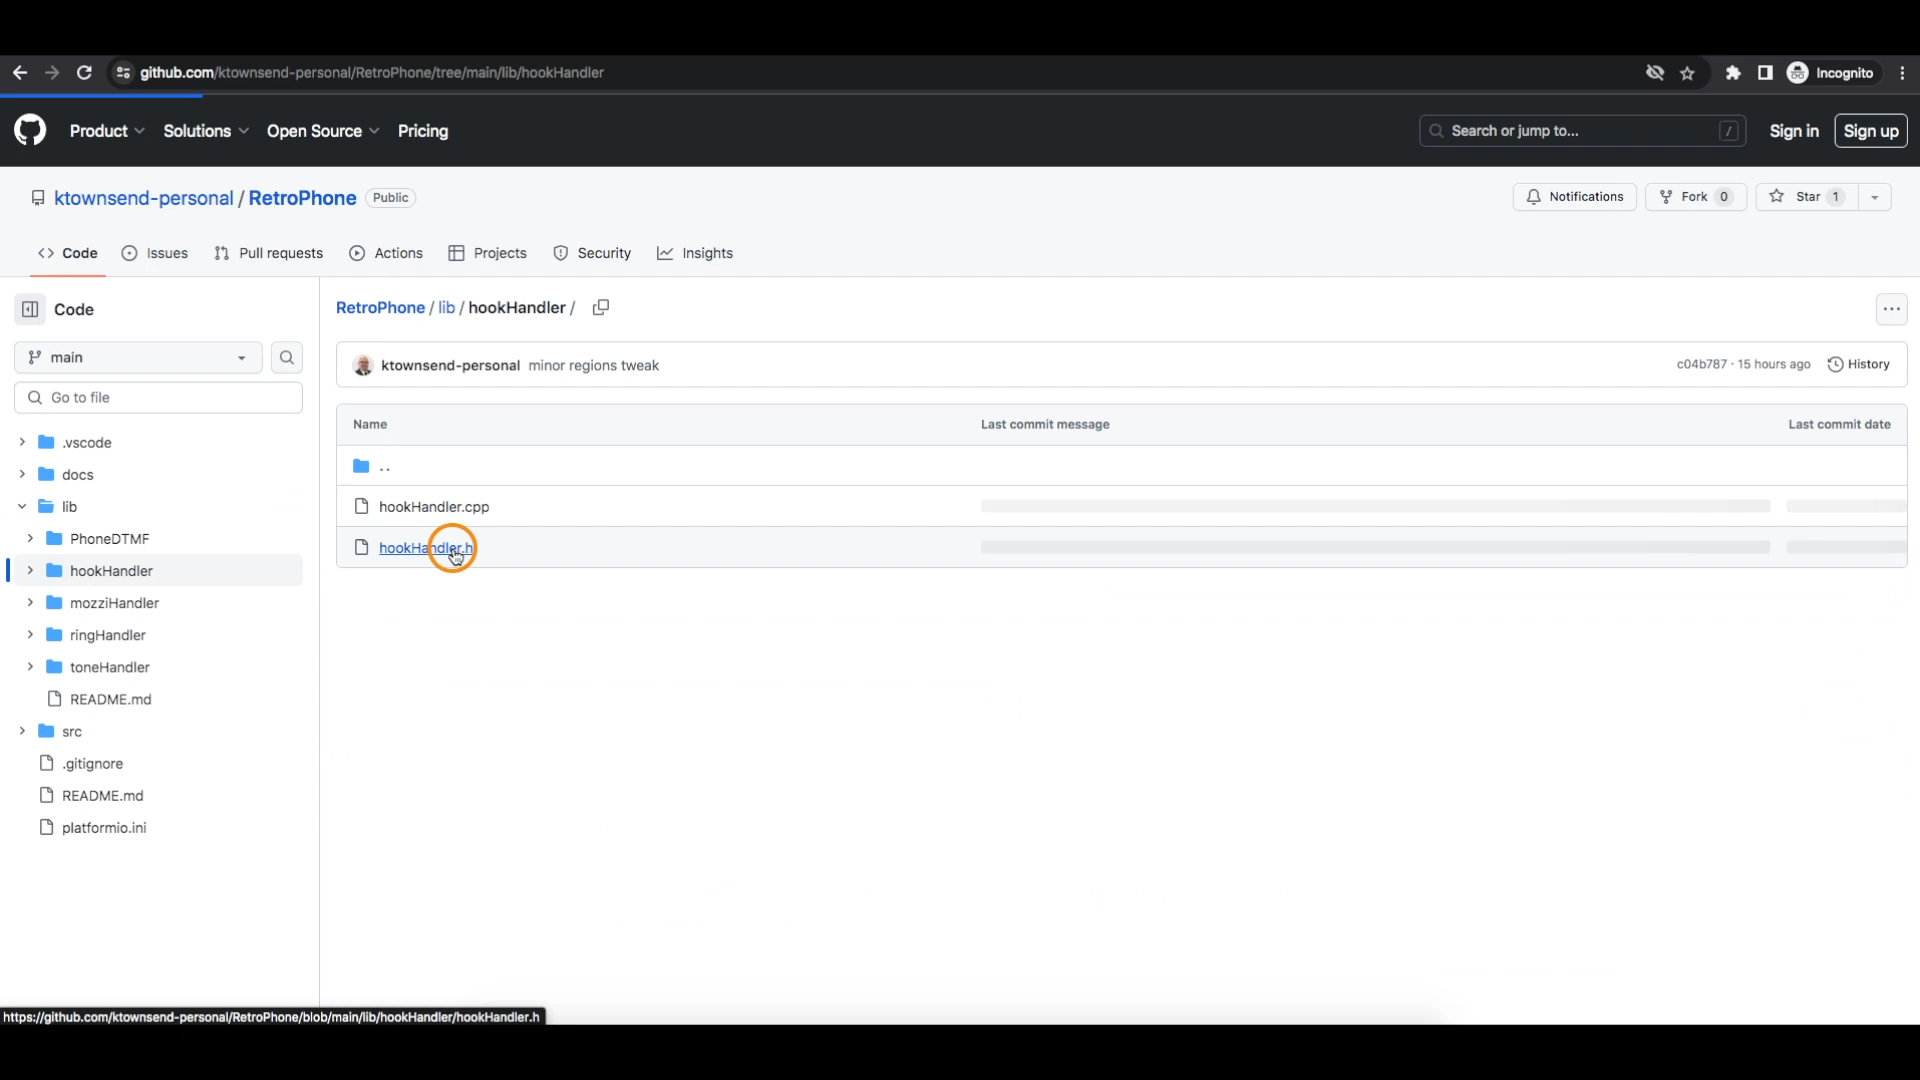 github.com/ktownsend-personal/RetroPhone/tree/main/lib/hookHandler Incognito
Product Solutions Open Source Pricing Search or jump to... / Sign in Sign up
ktownsend-personal / RetroPhone Public Notifications Fork 0 Star 1
Code Issues Pull requests Actions Projects Security Insights
Code
RetroPhone / lib / hookHandler /
main
ktownsend-personal minor regions tweak c04b787 · 15 hours ago History
Go to file
Name Last commit message Last commit date
.vscode
..
docs
lib
hookHandler.cpp
PhoneDTMF
hookHandler.h
hookHandler
mozziHandler
ringHandler
toneHandler
README.md
src
.gitignore
README.md
platformio.ini
https://github.com/ktownsend-personal/RetroPhone/blob/main/lib/hookHandler/hookHandler.h